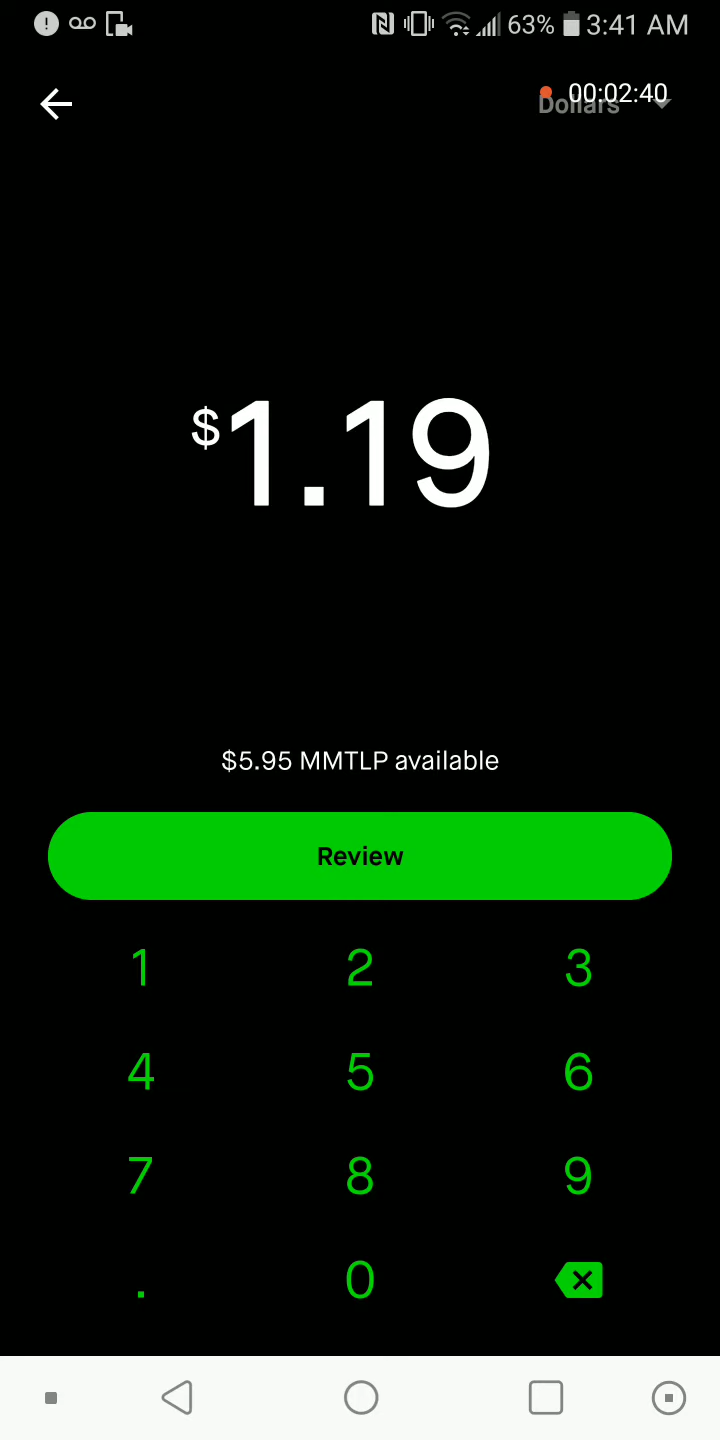 63% 3:41 AM
00:02:40
Dollars
$1.19
$5.95 MMTLP available
Review
1 2 3
4 5 6
7 8 9
. 0